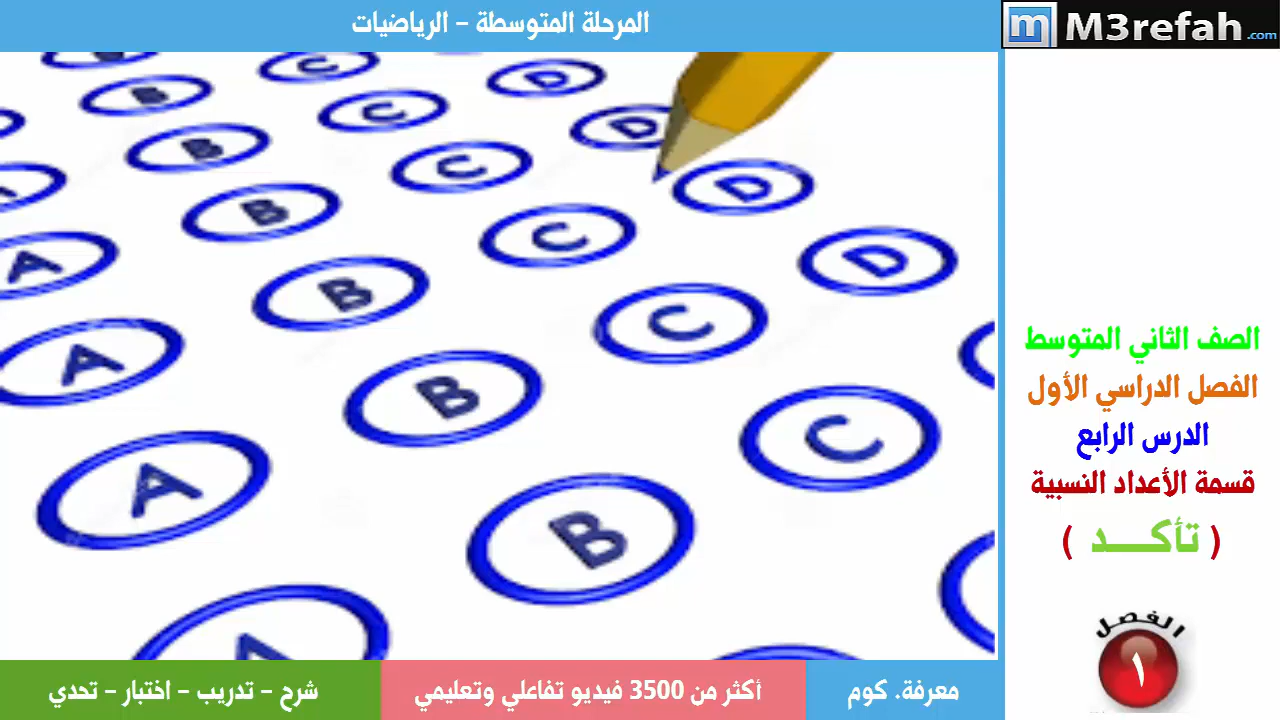 المرحلة المتوسطة - الرياضيات
M3refah.com
B C D
B C D
B C D
A B C D
A B C
A B C
A B
A
الصف الثاني المتوسط
الفصل الدراسي الأول
الدرس الرابع
قسمة الأعداد النسبية
( تأكـــد )
الفصل
١
معرفة. كوم
أكثر من 3500 فيديو تفاعلي وتعليمي
شرح - تدريب - اختبار - تحدي